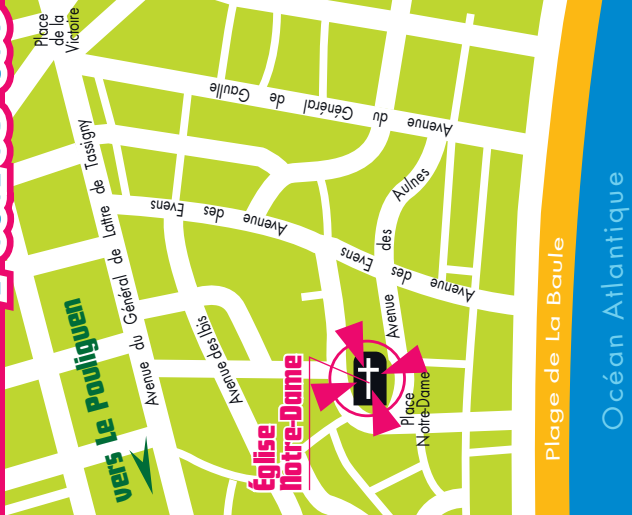 Place
de la
Victoire
Avenue du Général de Gaulle
Avenue du Général de Lattre de Tassigny
Avenue des Evens
Avenue des Evens
Avenue des Aulnes
Avenue des Ibis
vers Le Pouliguen
Église
Notre-Dame
Place
Notre-Dame
Plage de La Baule
Océan Atlantique